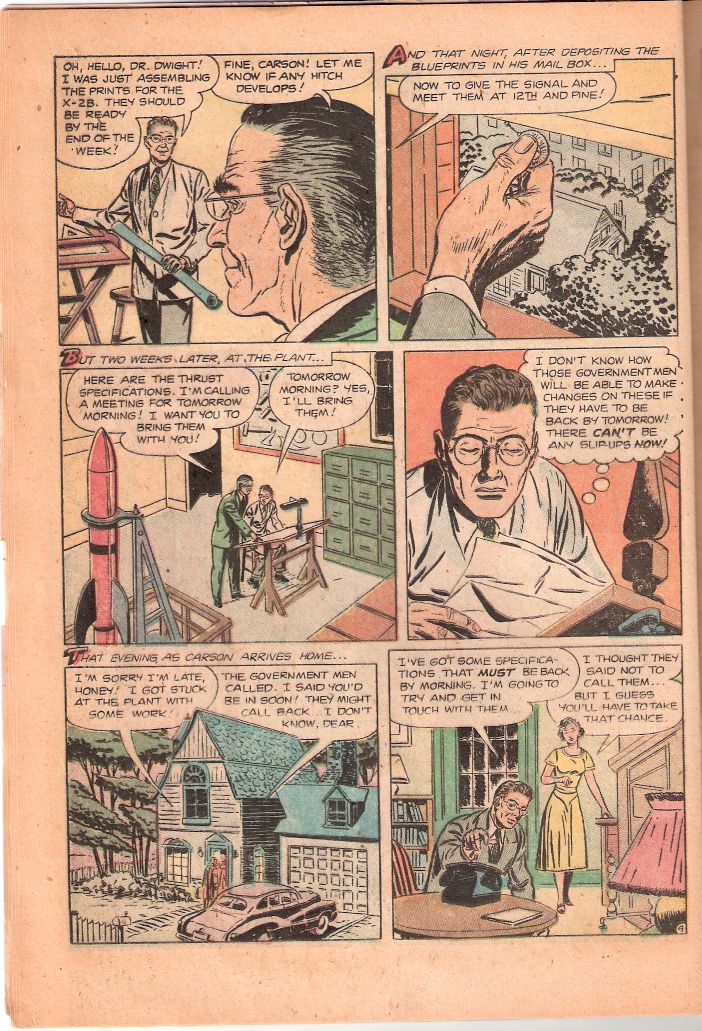 OH, HELLO, DR. DWIGHT!
I WAS JUST ASSEMBLING
THE PRINTS FOR THE
X-2B. THEY SHOULD
BE READY
BY THE
END OF THE
WEEK!
FINE, CARSON! LET ME
KNOW IF ANY HITCH
DEVELOPS!
AND THAT NIGHT, AFTER DEPOSITING THE
BLUEPRINTS IN HIS MAIL BOX...
NOW TO GIVE THE SIGNAL AND
MEET THEM AT 12TH AND PINE!
BUT TWO WEEKS LATER, AT THE PLANT...
HERE ARE THE THRUST
SPECIFICATIONS. I'M CALLING
A MEETING FOR TOMORROW
MORNING! I WANT YOU TO
BRING THEM
WITH YOU!
TOMORROW
MORNING? YES,
I'LL BRING
THEM!
I DON'T KNOW HOW
THOSE GOVERNMENT MEN
WILL BE ABLE TO MAKE
CHANGES ON THESE IF
THEY HAVE TO BE
BACK BY TOMORROW!
THERE CAN'T BE
ANY SLIP-UPS NOW!
THAT EVENING AS CARSON ARRIVES HOME...
I'M SORRY I'M LATE,
HONEY! I GOT STUCK
AT THE PLANT WITH
SOME WORK!
THE GOVERNMENT MEN
CALLED. I SAID YOU'D
BE IN SOON! THEY MIGHT
CALL BACK. I DON'T
KNOW, DEAR.
I'VE GOT SOME SPECIFICA-
TIONS THAT MUST BE BACK
BY MORNING. I'M GOING TO
TRY AND GET IN
TOUCH WITH THEM...
I THOUGHT THEY
SAID NOT TO
CALL THEM...
BUT I GUESS
YOU'LL HAVE TO TAKE
THAT CHANCE.
4